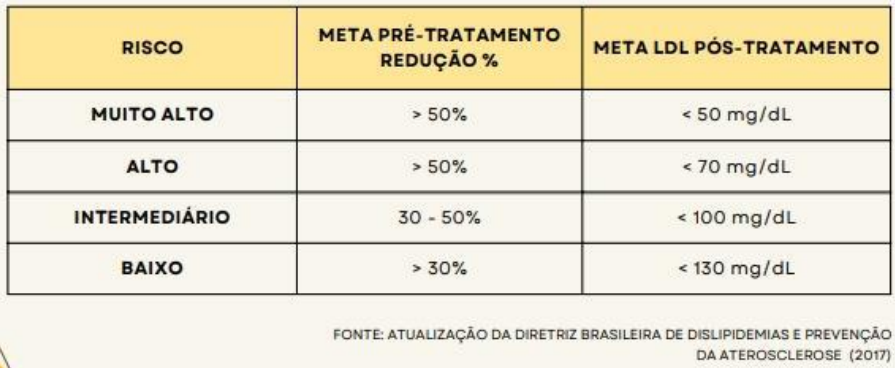 RISCO
META PRÉ-TRATAMENTO
REDUÇÃO %
META LDL PÓS-TRATAMENTO
MUITO ALTO
> 50%
< 50 mg/dL
ALTO
> 50%
< 70 mg/dL
INTERMEDIÁRIO
30 - 50%
< 100 mg/dL
BAIXO
> 30%
< 130 mg/dL
FONTE: ATUALIZAÇÃO DA DIRETRIZ BRASILEIRA DE DISLIPIDEMIAS E PREVENÇÃO
DA ATEROSCLEROSE (2017)